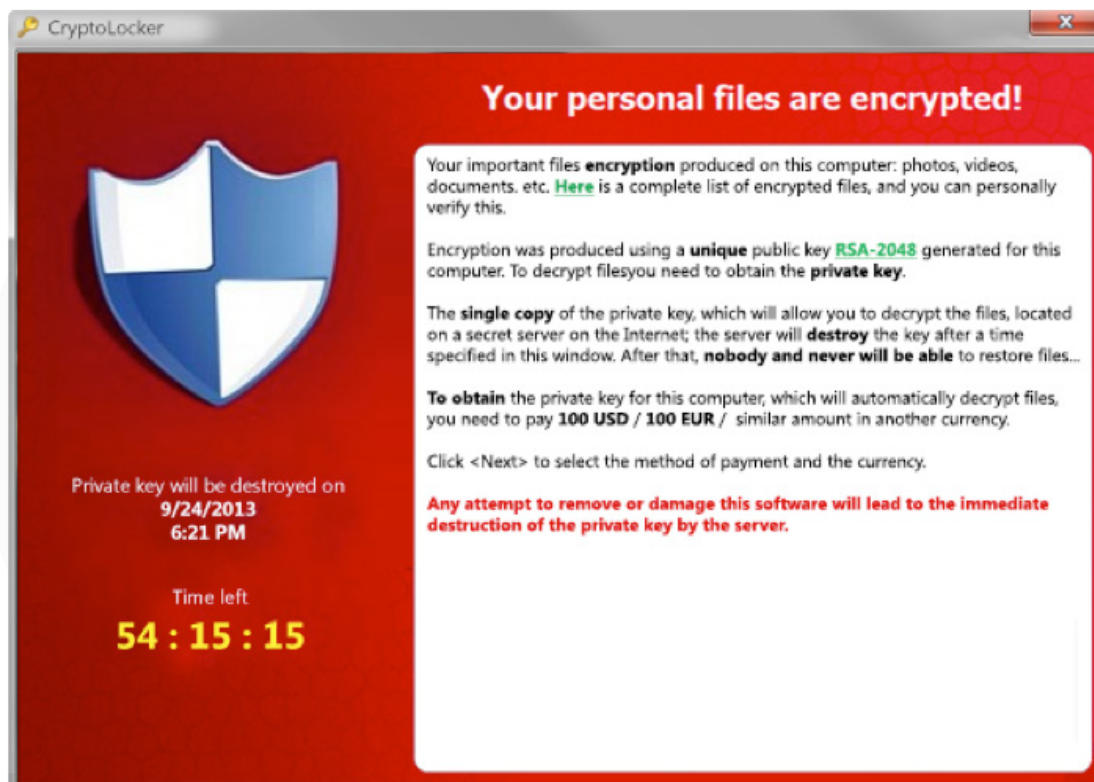 CryptoLocker
Your personal files are encrypted!
Your important files encryption produced on this computer: photos, videos,
documents. etc. Here is a complete list of encrypted files, and you can personally
verify this.
Encryption was produced using a unique public key RSA-2048 generated for this
computer. To decrypt filesyou need to obtain the private key.
The single copy of the private key, which will allow you to decrypt the files, located
on a secret server on the Internet; the server will destroy the key after a time
specified in this window. After that, nobody and never will be able to restore files...
To obtain the private key for this computer, which will automatically decrypt files,
you need to pay 100 USD / 100 EUR / similar amount in another currency.
Click <Next> to select the method of payment and the currency.
Any attempt to remove or damage this software will lead to the immediate
destruction of the private key by the server.
Private key will be destroyed on
9/24/2013
6:21 PM
Time left
54 : 15 : 15